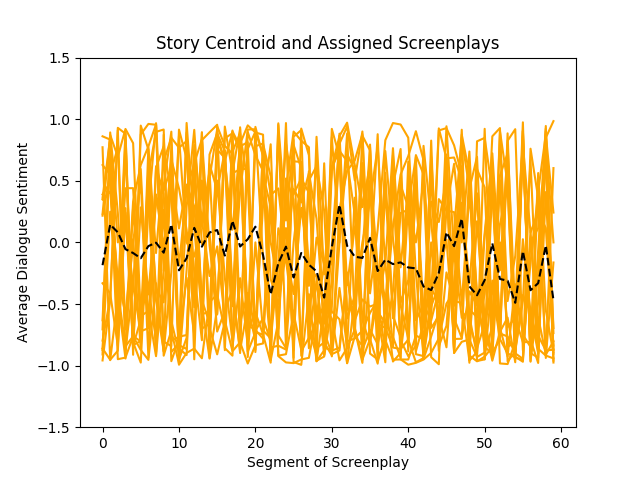 Story Centroid and Assigned Screenplays
1.5
1.0
0.5
0.0
−0.5
−1.0
−1.5
Average Dialogue Sentiment
0 10 20 30 40 50 60
Segment of Screenplay